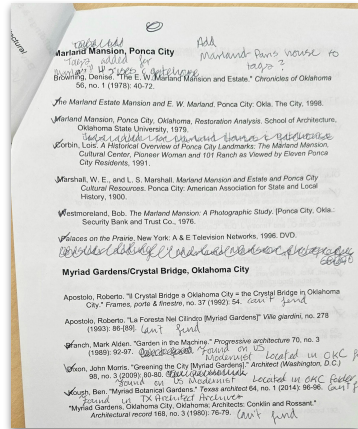 Add
Marland Mansion, Ponca City
Marland Paris house to
tags?
Tags added for
Browning, Denise. "The E. W. Marland Mansion and Estate." Chronicles of Oklahoma
56, no. 1 (1978): 40-72.
The Marland Estate Mansion and E. W. Marland. Ponca City: Okla. The City, 1998.
Marland Mansion, Ponca City, Oklahoma, Restoration Analysis. School of Architecture,
Oklahoma State University, 1979.
Corbin, Lois. A Historical Overview of Ponca City Landmarks: The Marland Mansion,
Cultural Center, Pioneer Woman and 101 Ranch as Viewed by Eleven Ponca
City Residents, 1991.
Marshall, W. E., and L. S. Marshall. Marland Mansion and Estate and Ponca City
Cultural Resources. Ponca City: American Association for State and Local
History, 1900.
Westmoreland, Bob. The Marland Mansion: A Photographic Study. [Ponca City, Okla.:
Security Bank and Trust Co., 1976.
Palaces on the Prairie. New York: A & E Television Networks, 1996. DVD.
Myriad Gardens/Crystal Bridge, Oklahoma City
Apostolo, Roberto. "Il Crystal Bridge a Oklahoma City = the Crystal Bridge in Oklahoma
City." Frames, porte & finestre, no. 37 (1992): 54. can't find
Apostolo, Roberto. "La Foresta Nel Cilindro [Myriad Gardens]" Ville giardini, no. 278
(1993): 86-[89]. can't find
Branch, Mark Alden. "Garden in the Machine." Progressive architecture 70, no. 3
(1989): 92-97. found on US
Modernist Located in OKC
Dixon, John Morris. "Greening the City [Myriad Gardens]." Architect (Washington, D.C.)
98, no. 3 (2009): 80-80.
found on US Modernist Located in OKC Folder
Koush, Ben. "Myriad Botanical Gardens." Texas architect 64, no. 1 (2014): 96-96.
found in TX Architect Archives
"Myriad Gardens, Oklahoma City, Oklahoma; Architects: Conklin and Rossant."
Architectural record 168, no. 3 (1980): 76-79. can't find